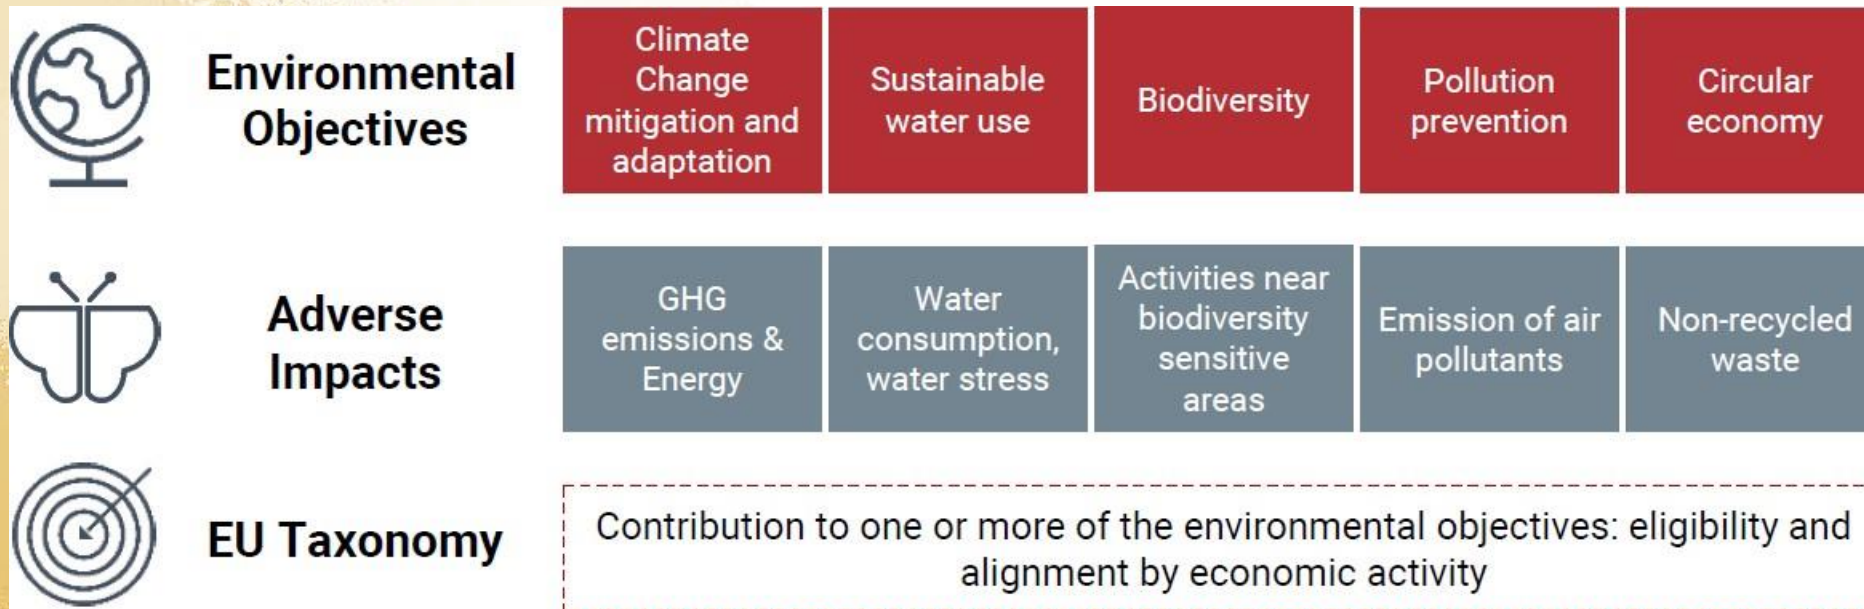 Environmental
Objectives
Climate
Change
mitigation and
adaptation
Sustainable
water use
Biodiversity
Pollution
prevention
Circular
economy
Adverse
Impacts
GHG
emissions &
Energy
Water
consumption,
water stress
Activities near
biodiversity
sensitive
areas
Emission of air
pollutants
Non-recycled
waste
EU Taxonomy
Contribution to one or more of the environmental objectives: eligibility and
alignment by economic activity